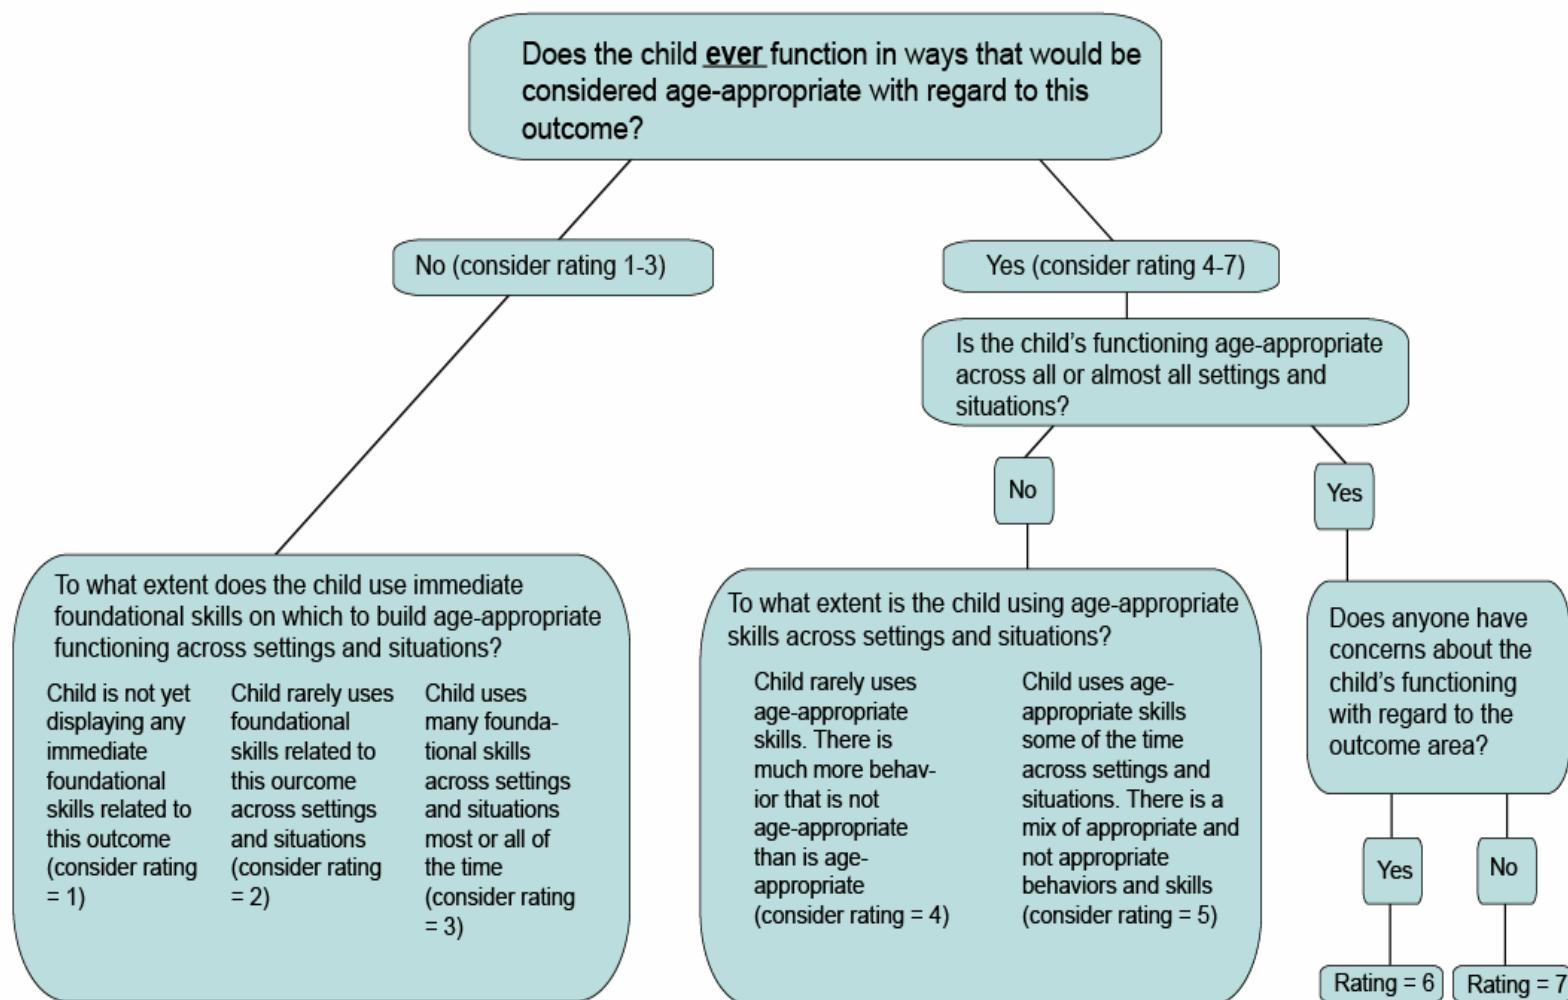 Does the child ever function in ways that would be
considered age-appropriate with regard to this
outcome?
No (consider rating 1-3)
Yes (consider rating 4-7)
Is the child's functioning age-appropriate
across all or almost all settings and
situations?
No
Yes
To what extent does the child use immediate
foundational skills on which to build age-appropriate
functioning across settings and situations?
Child is not yet
displaying any
immediate
foundational
skills related to
this outcome
(consider rating
= 1)
Child rarely uses
foundational
skills related to
this ourcome
across settings
and situations
(consider rating
= 2)
Child uses
many founda-
tional skills
across settings
and situations
most or all of
the time
(consider rating
= 3)
To what extent is the child using age-appropriate
skills across settings and situations?
Child rarely uses
age-appropriate
skills. There is
much more behav-
ior that is not
age-appropriate
than is age-
appropriate
(consider rating = 4)
Child uses age-
appropriate skills
some of the time
across settings and
situations. There is a
mix of appropriate and
not appropriate
behaviors and skills
(consider rating = 5)
Does anyone have
concerns about the
child's functioning
with regard to the
outcome area?
Yes
No
Rating = 6
Rating = 7